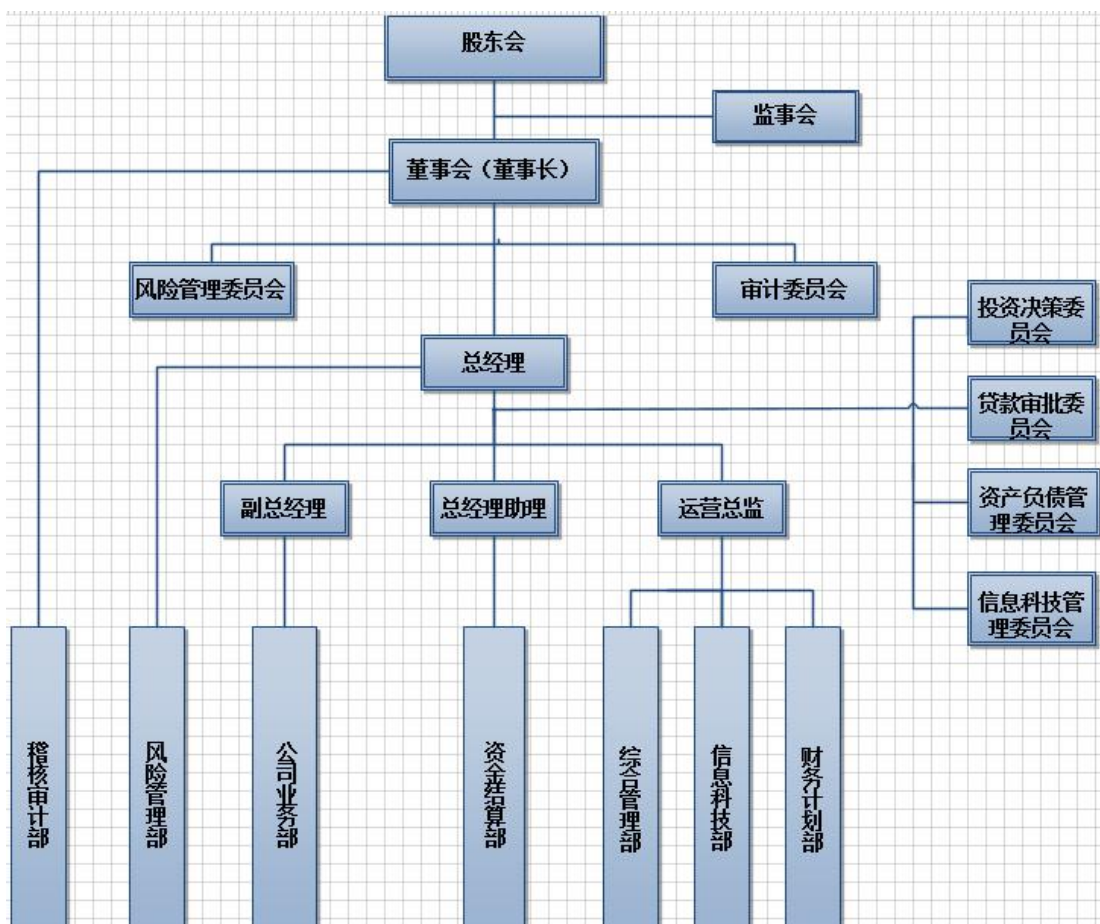 股东会
监事会
董事会（董事长）
风险管理委员会
审计委员会
投资决策委
员会
总经理
贷款审批委
员会
副总经理
总经理助理
运营总监
资产负债管
理委员会
信息科技管
理委员会
稽核审计部
风险管理部
公司业务部
资金结算部
综合管理部
信息科技部
财务计划部